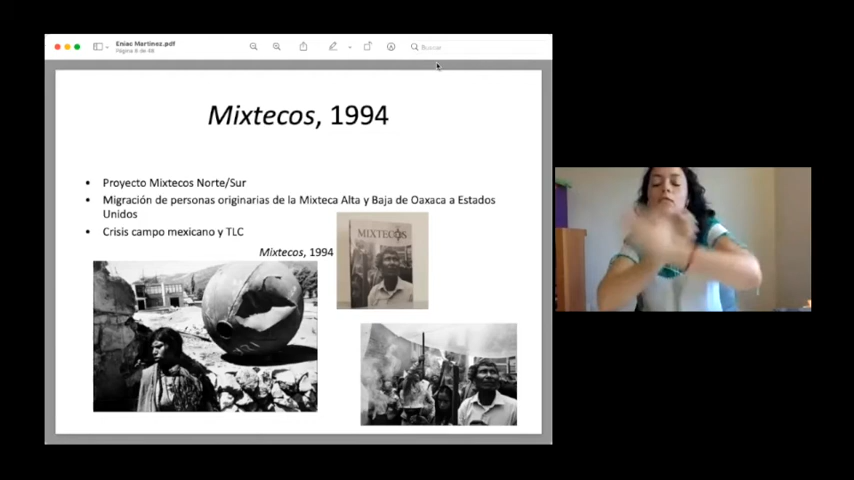 Eniac Martinez.pdf
Página 8 de 48
Buscar
Mixtecos, 1994
• Proyecto Mixtecos Norte/Sur
• Migración de personas originarias de la Mixteca Alta y Baja de Oaxaca a Estados
Unidos
• Crisis campo mexicano y TLC
Mixtecos, 1994
MIXTECOS